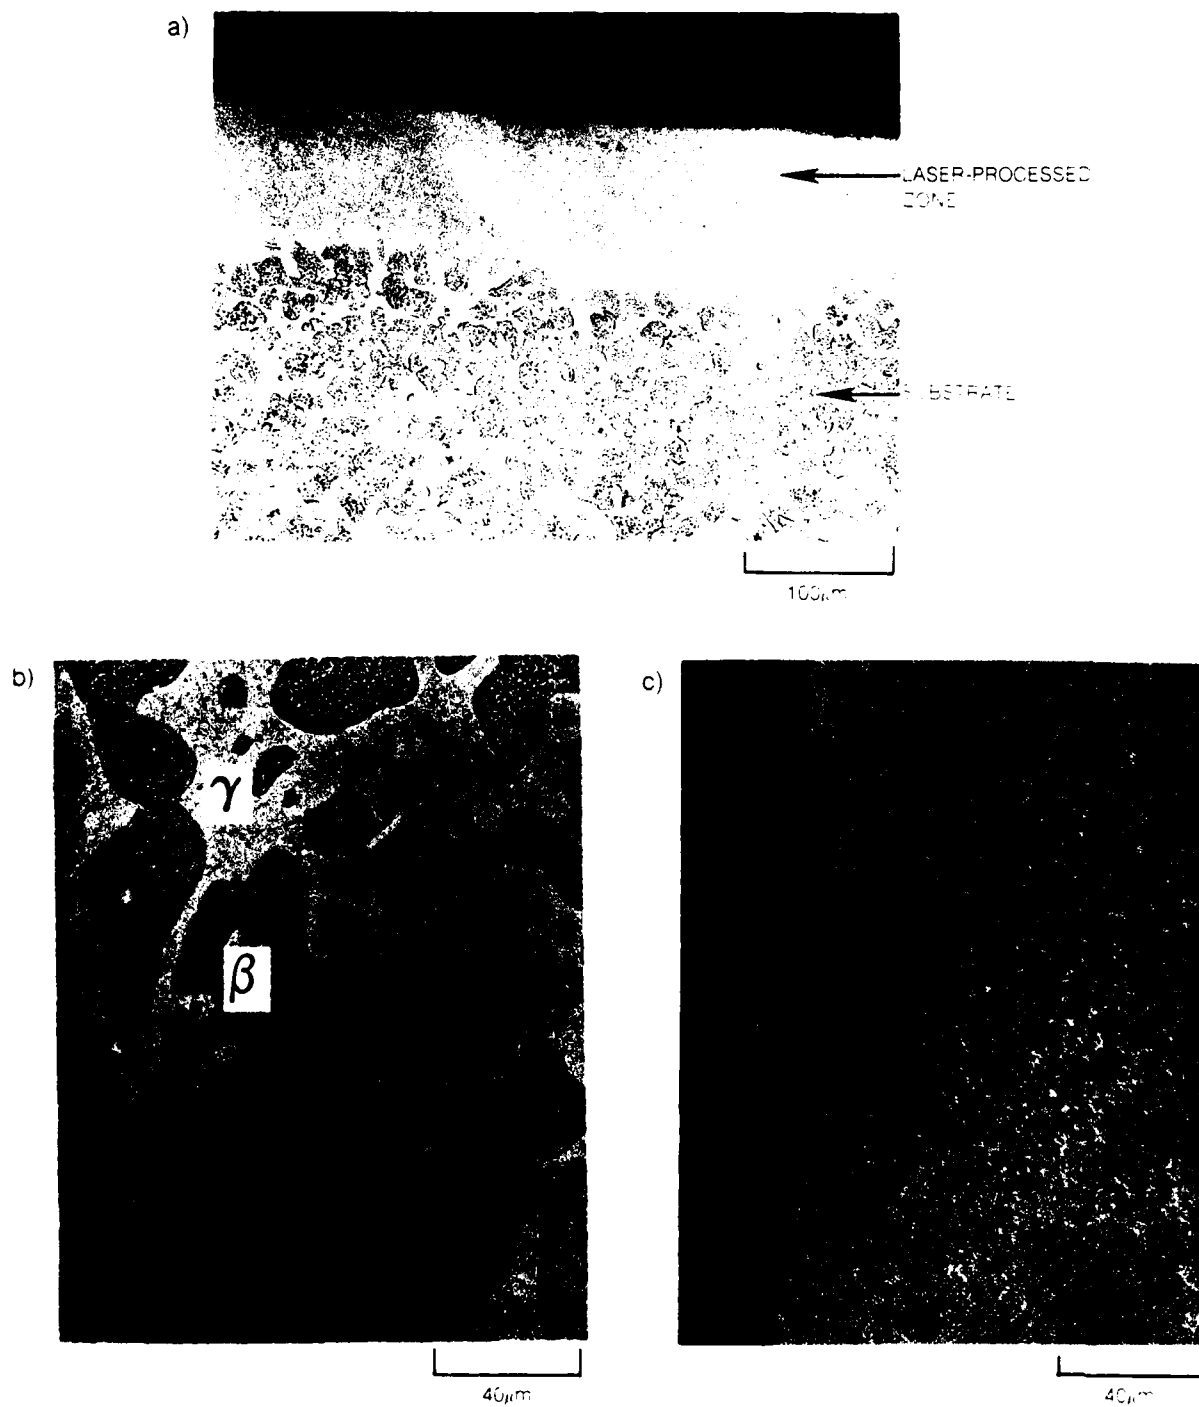 a)
LASER-PROCESSED
ZONE
SUBSTRATE
100μm
b)
c)
γ
β
40μm
40μm